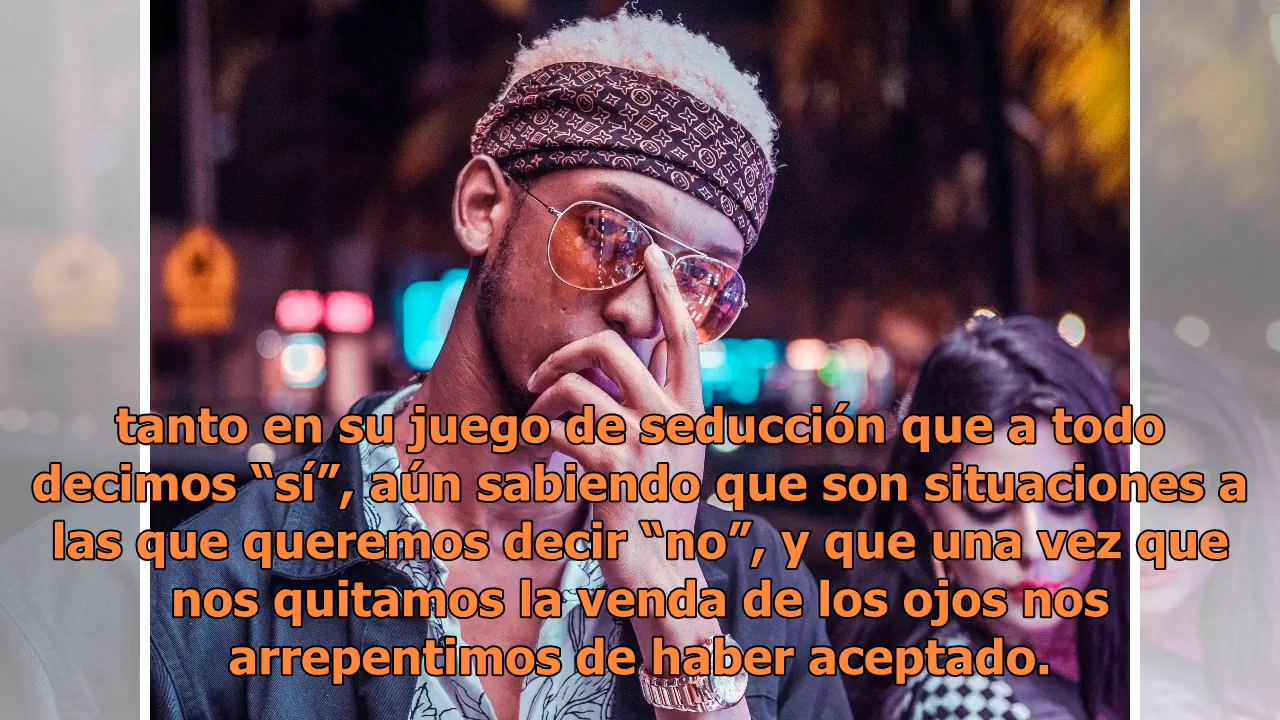 tanto en su juego de seducción que a todo
decimos “sí”, aún sabiendo que son situaciones a
las que queremos decir “no”, y que una vez que
nos quitamos la venda de los ojos nos
arrepentimos de haber aceptado.